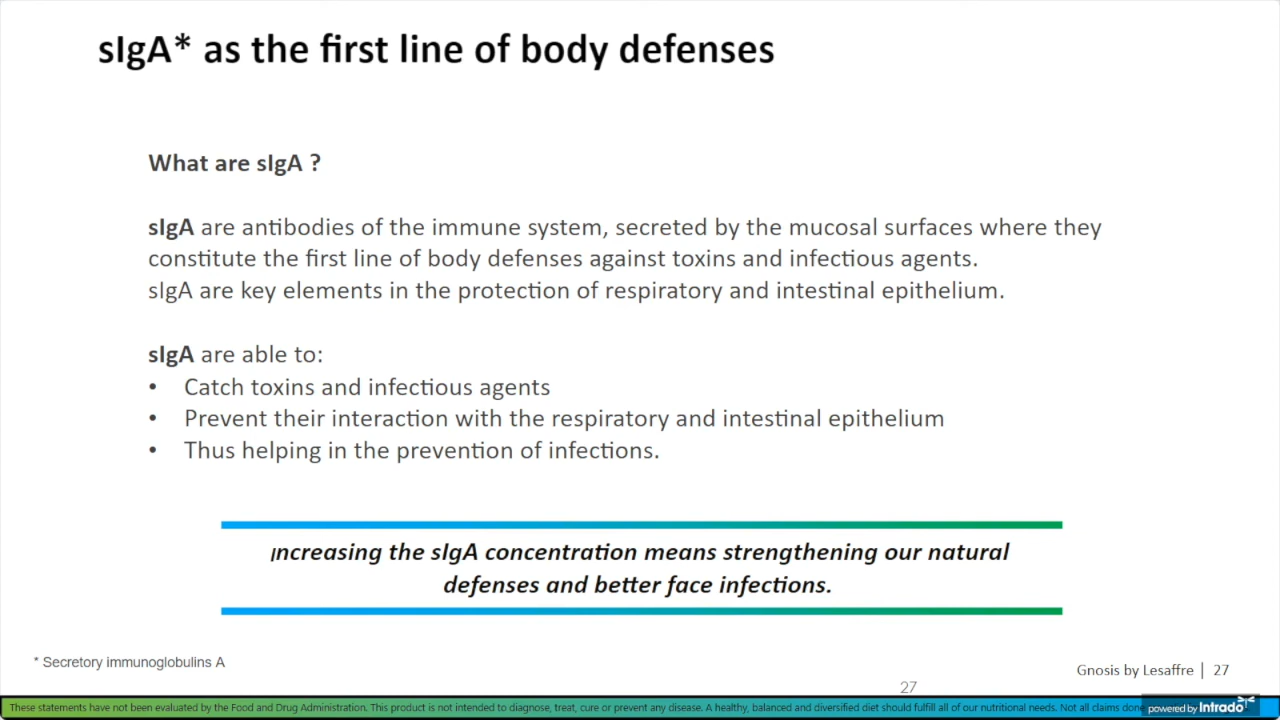 sIgA* as the first line of body defenses
What are sIgA ?
sIgA are antibodies of the immune system, secreted by the mucosal surfaces where they
constitute the first line of body defenses against toxins and infectious agents.
sIgA are key elements in the protection of respiratory and intestinal epithelium.
sIgA are able to:
• Catch toxins and infectious agents
• Prevent their interaction with the respiratory and intestinal epithelium
• Thus helping in the prevention of infections.
Increasing the sIgA concentration means strengthening our natural
defenses and better face infections.
* Secretory immunoglobulins A
Gnosis by Lesaffre | 27
27
These statements have not been evaluated by the Food and Drug Administration. This product is not intended to diagnose, treat, cure or prevent any disease. A healthy, balanced and diversified diet should fulfill all of our nutritional needs. Not all claims done
powered by Intrado